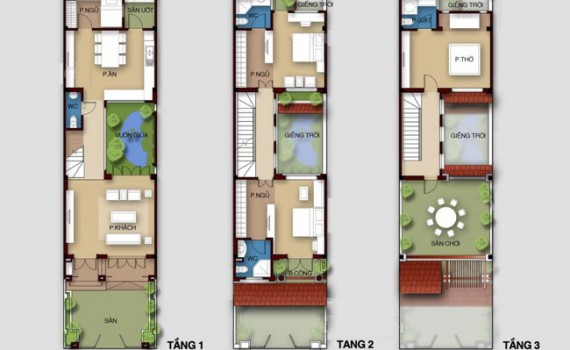 P.NGỦ
SÂN ƯỚT
P.ĂN
WC
VƯỜN GIỮA
P.KHÁCH
SÂN
TẦNG 1
WC
GIẾNG TRỜI
P.NGỦ
GIẾNG TRỜI
P.NGỦ
WC
TANG 2
GIẾNG TRỜI
P.GIẶT
P.THỜ
GIẾNG TRỜI
SÂN CHƠI
TẦNG 3